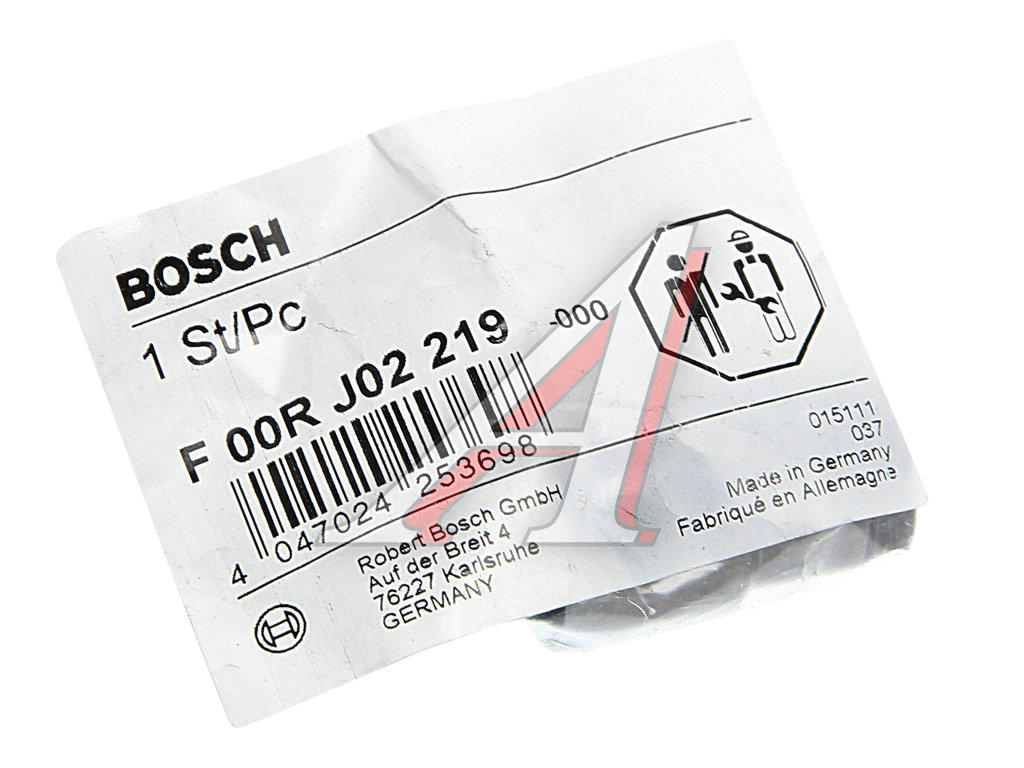 BOSCH
1 St/Pc
F 00R J02 219 -000
4 047024 253698
Robert Bosch GmbH
Auf der Breit 4
76227 Karlsruhe
GERMANY
015111
037
Made in Germany
Fabriqué en Allemagne